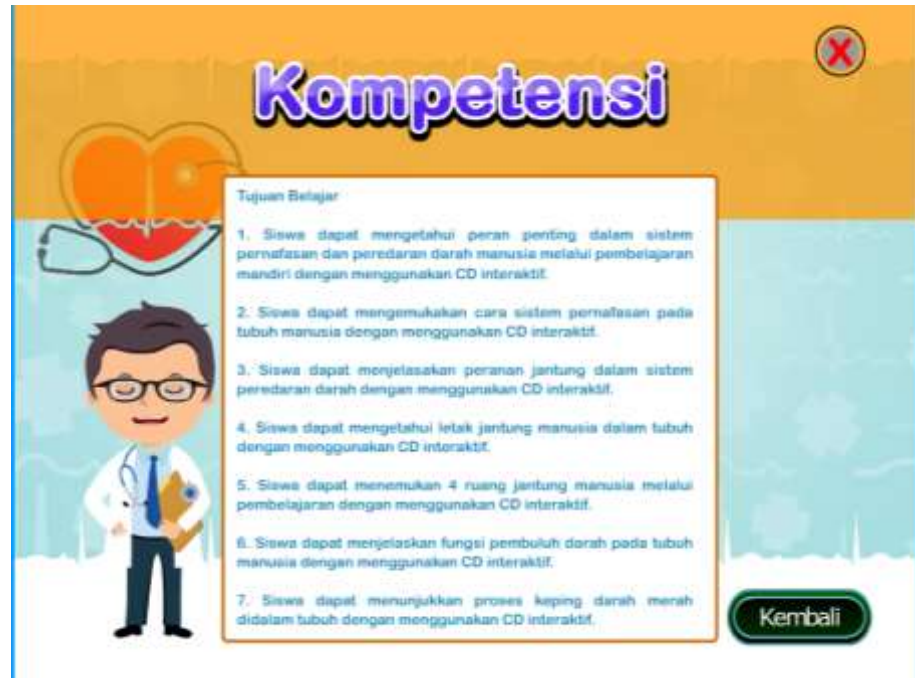 Kompetensi
Tujuan Belajar
1. Siswa dapat mengetahui peran penting dalam sistem
pernafasan dan peredaran darah manusia melalui pembelajaran
mandiri dengan menggunakan CD interaktif.
2. Siswa dapat mengemukakan cara sistem pernafasan pada
tubuh manusia dengan menggunakan CD interaktif.
3. Siswa dapat menjelasakan peranan jantung dalam sistem
peredaran darah dengan menggunakan CD interaktif.
4. Siswa dapat mengetahui letak jantung manusia dalam tubuh
dengan menggunakan CD interaktif.
5. Siswa dapat menemukan 4 ruang jantung manusia melalui
pembelajaran dengan menggunakan CD interaktif.
6. Siswa dapat menjelaskan fungsi pembuluh darah pada tubuh
manusia dengan menggunakan CD interaktif.
7. Siswa dapat menunjukkan proses keping darah merah
didalam tubuh dengan menggunakan CD interaktif.
Kembali